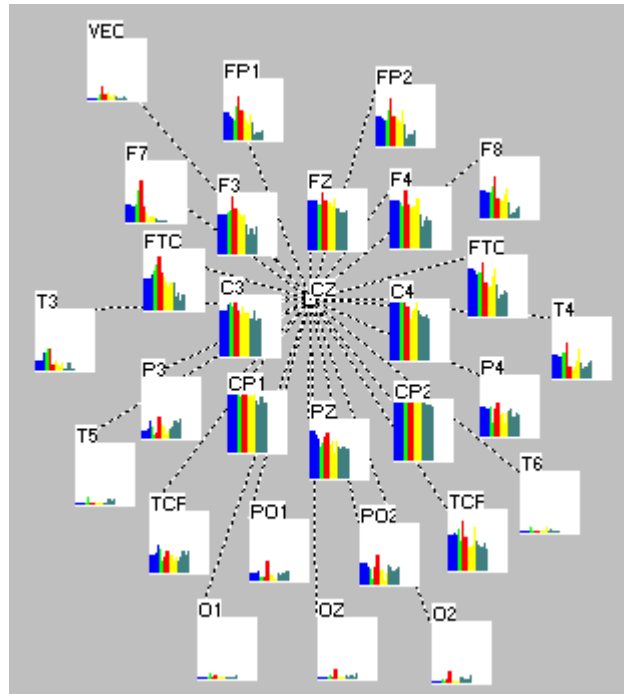 VEC
FP1
FP2
F7
F3
FZ
F4
F8
FTC
FTC
T3
C3
CZ
C4
T4
P3
CP1
PZ
CP2
P4
T5
T6
TCF
PO1
PO2
TCF
O1
OZ
O2